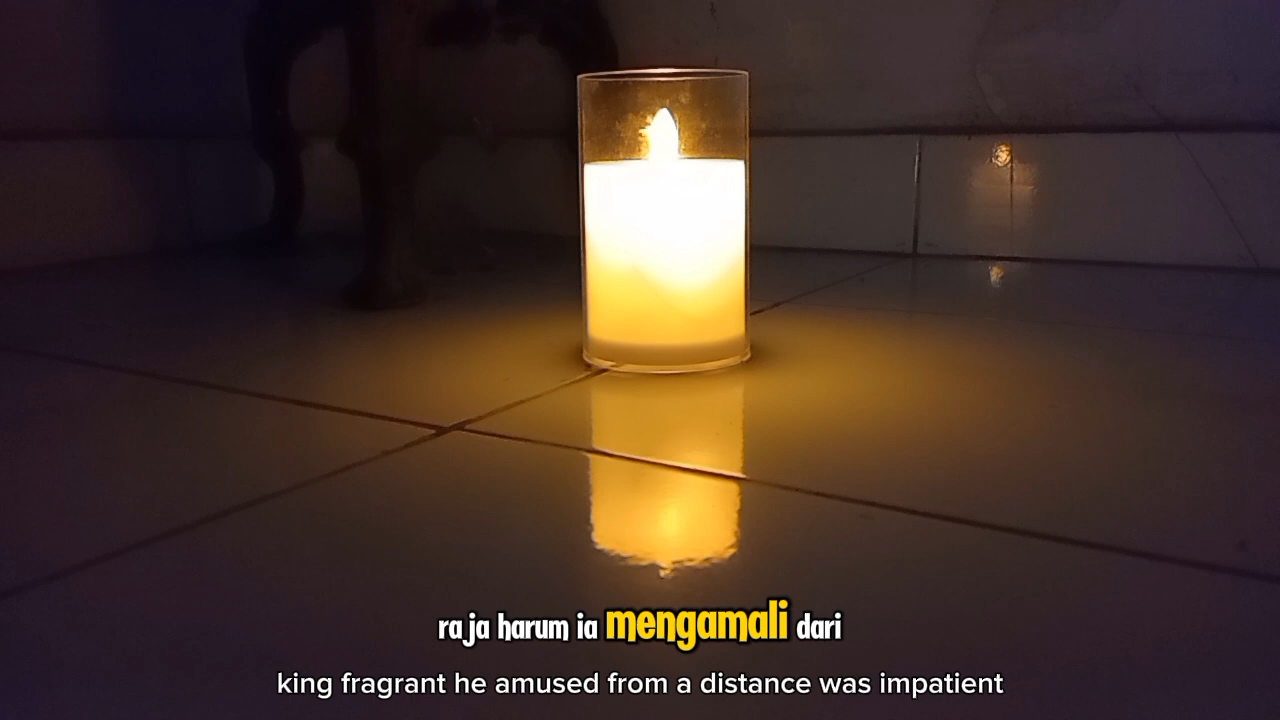 raja harum ia mengamali dari
king fragrant he amused from a distance was impatient